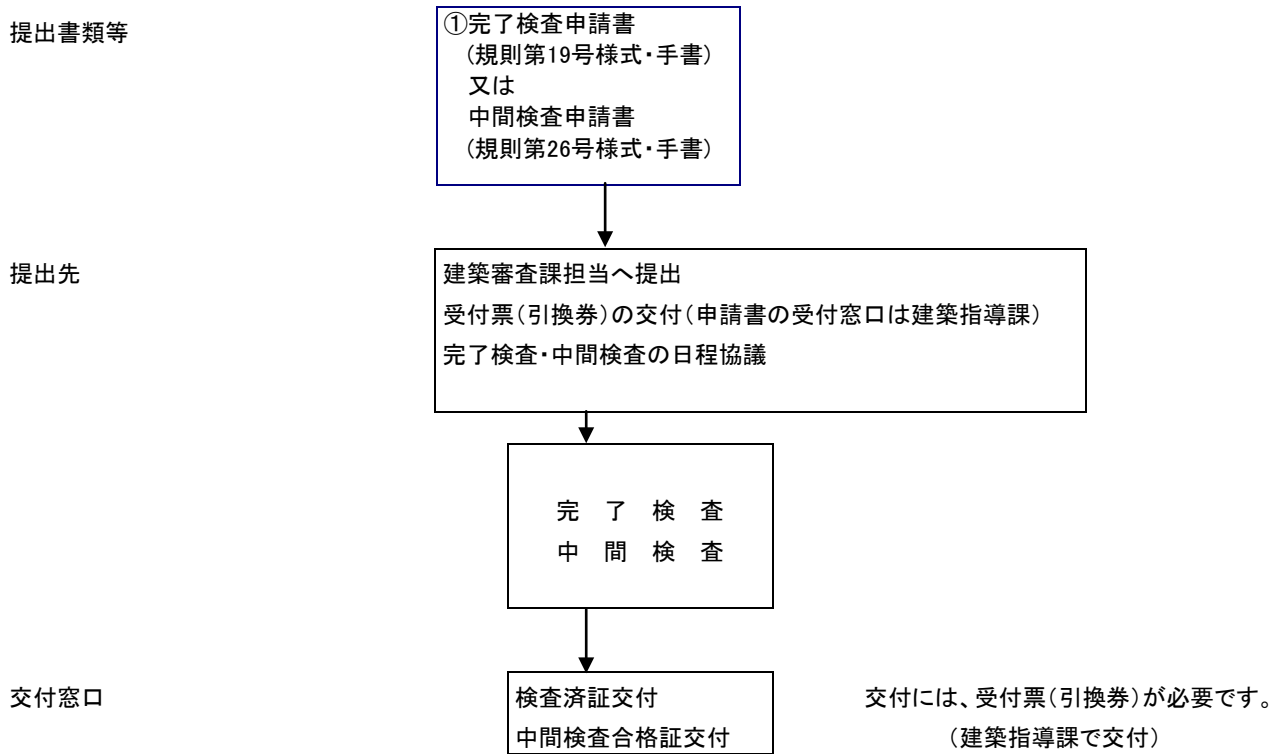 提出書類等
①完了検査申請書
(規則第19号様式・手書)
又は
中間検査申請書
(規則第26号様式・手書)
提出先
建築審査課担当へ提出
受付票(引換券)の交付(申請書の受付窓口は建築指導課)
完了検査・中間検査の日程協議
完 了 検 査
中 間 検 査
交付窓口
検査済証交付
中間検査合格証交付
交付には、受付票(引換券)が必要です。
(建築指導課で交付)